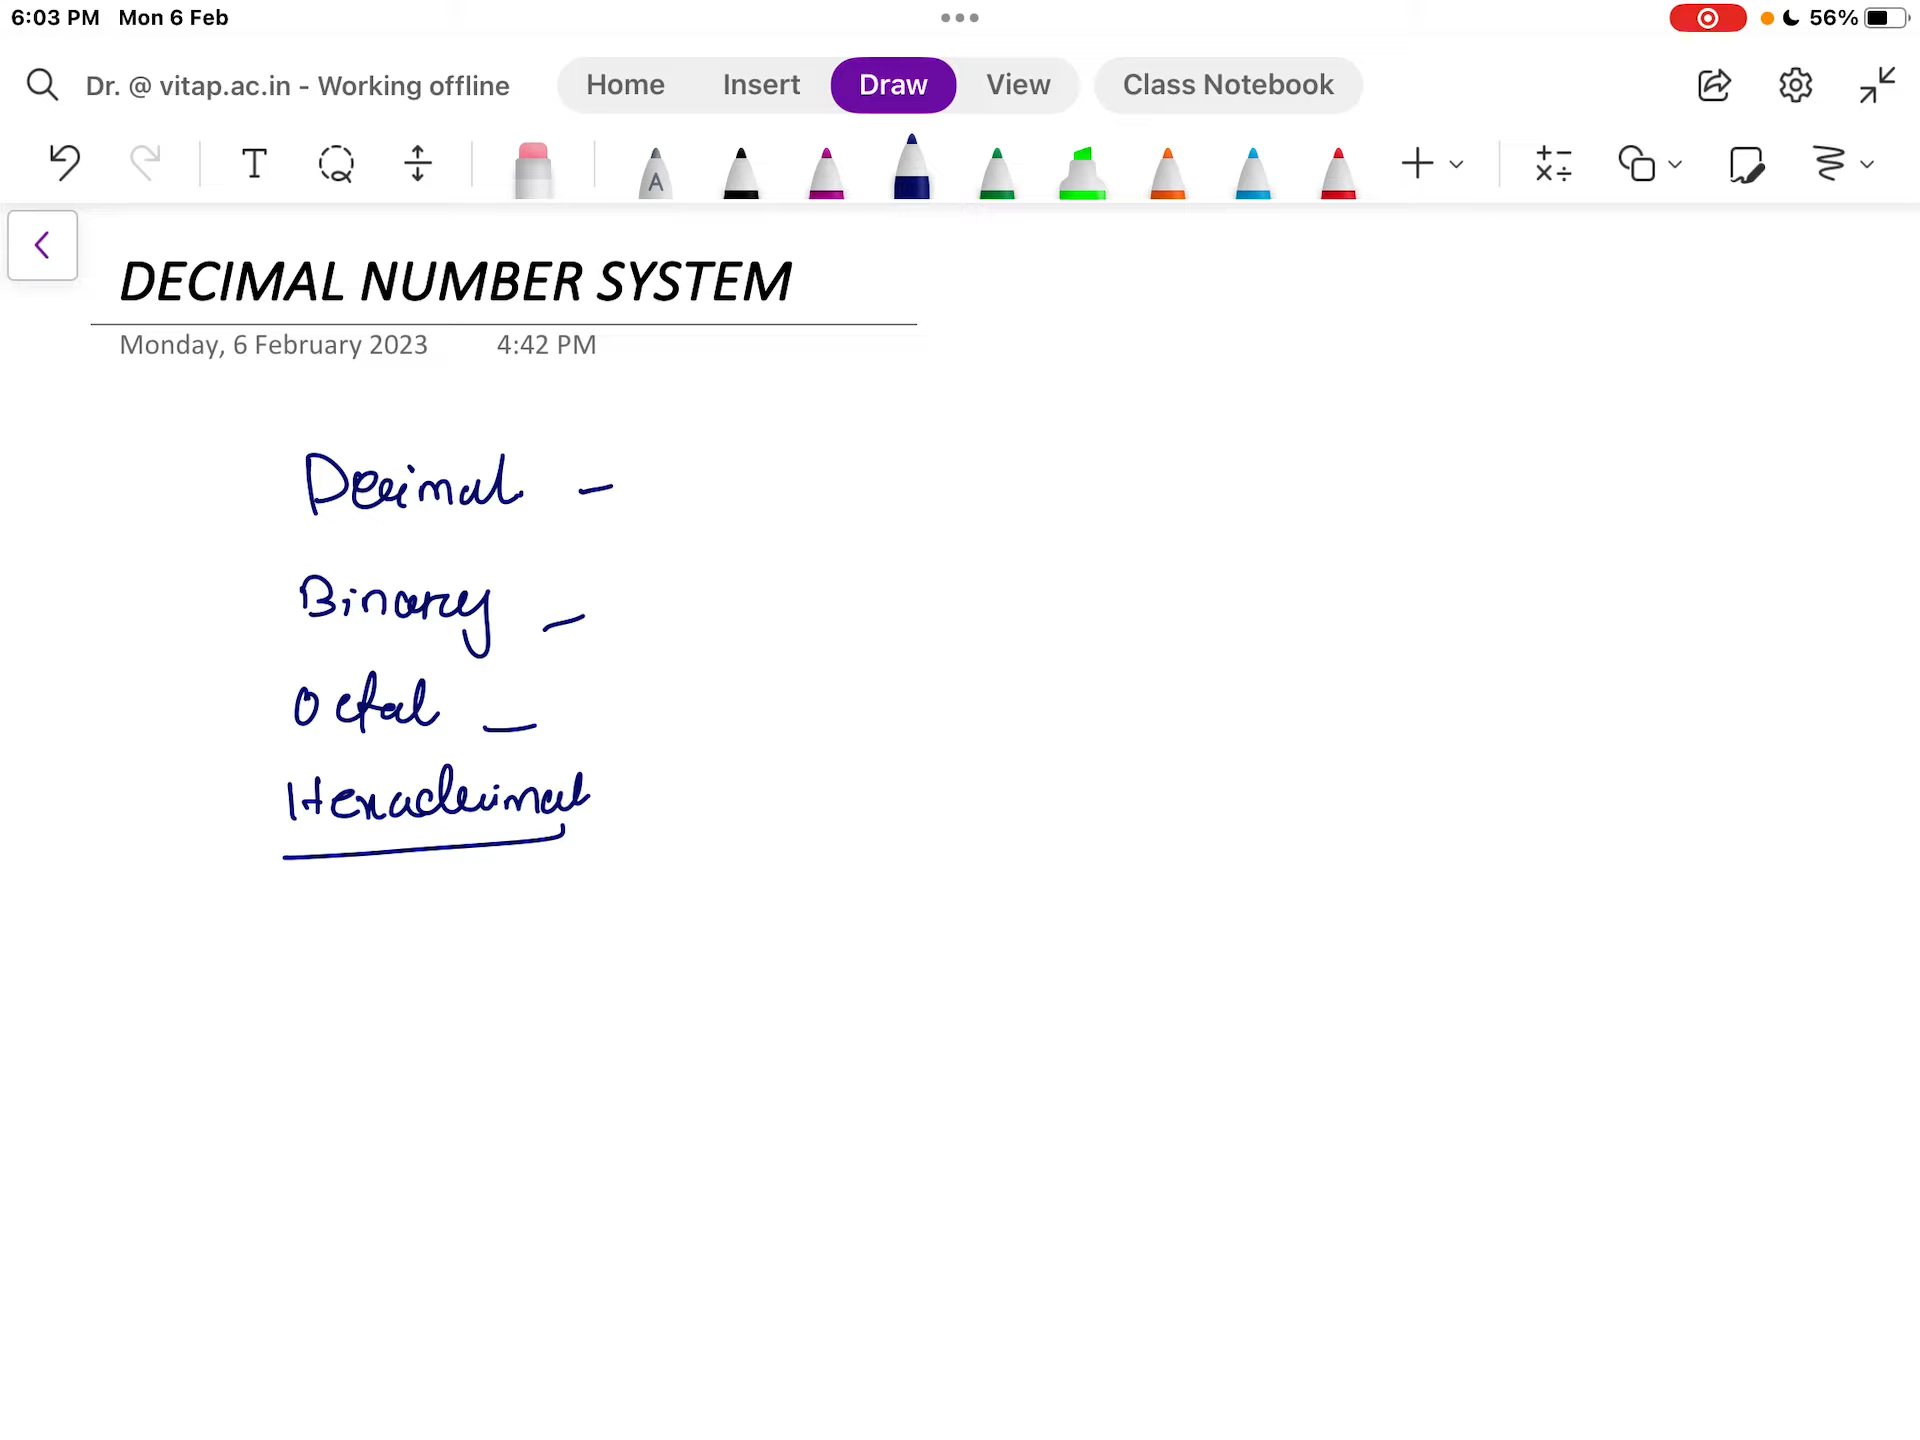 6:03 PM Mon 6 Feb
56%
Dr. @ vitap.ac.in - Working offline
Home Insert Draw View Class Notebook
T
A
DECIMAL NUMBER SYSTEM
Monday, 6 February 2023 4:42 PM
Decimal -
Binary -
Octal -
Hexadecimal